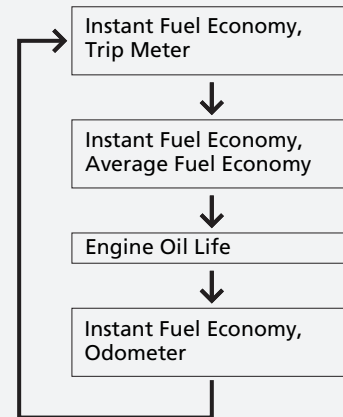 Instant Fuel Economy,
Trip Meter
Instant Fuel Economy,
Average Fuel Economy
Engine Oil Life
Instant Fuel Economy,
Odometer